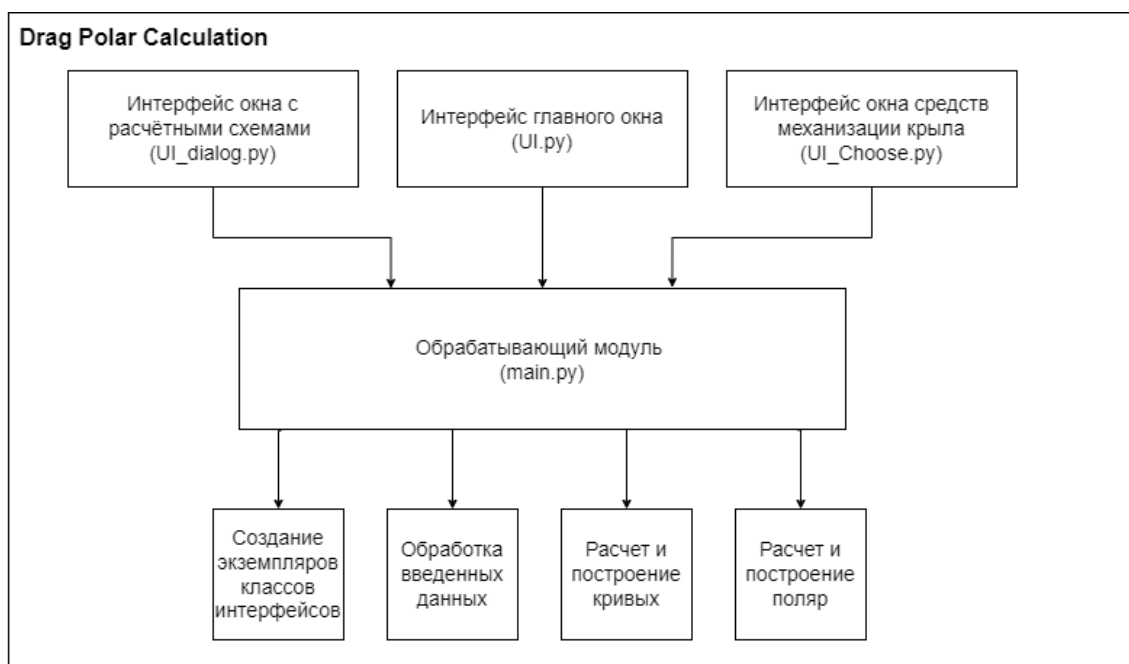 Drag Polar Calculation
Интерфейс окна с
расчётными схемами
(UI_dialog.py)
Интерфейс главного окна
(UI.py)
Интерфейс окна средств
механизации крыла
(UI_Choose.py)
Обрабатывающий модуль
(main.py)
Создание
экземпляров
классов
интерфейсов
Обработка
введенных
данных
Расчет и
построение
кривых
Расчет и
построение
поляр